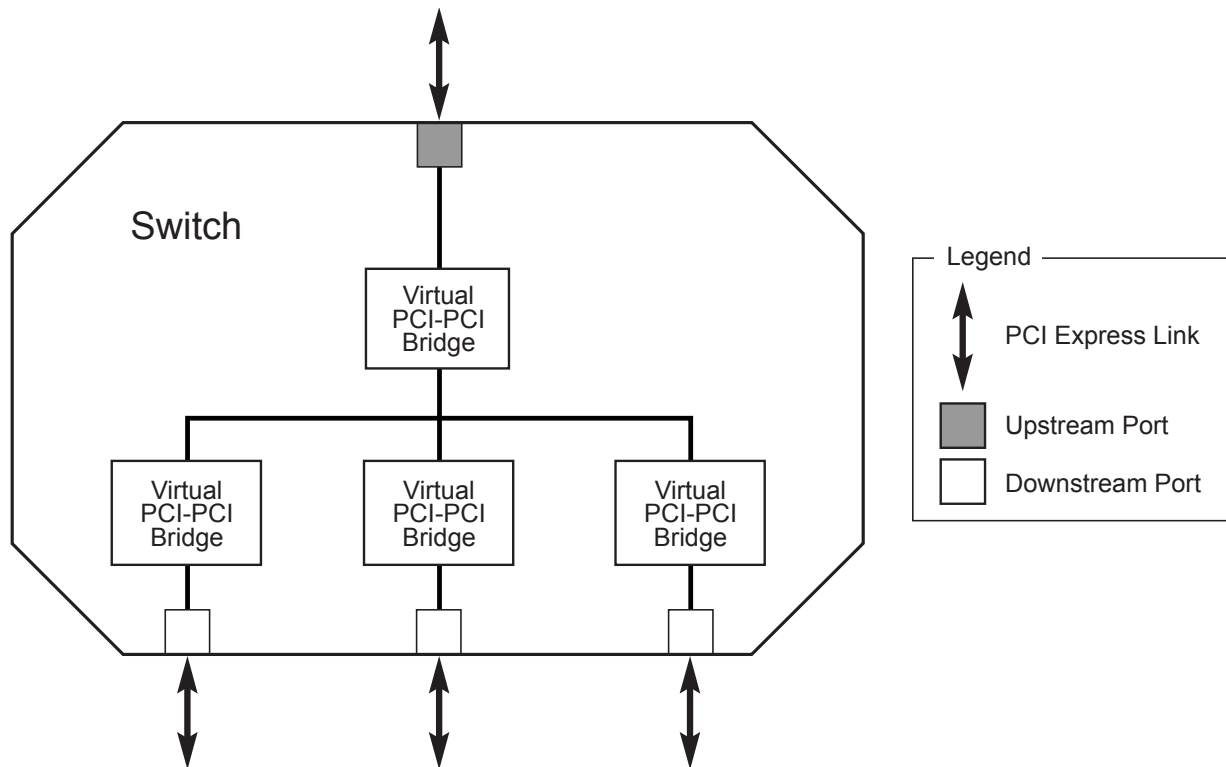 Switch
Virtual
PCI-PCI
Bridge
Virtual
PCI-PCI
Bridge
Virtual
PCI-PCI
Bridge
Virtual
PCI-PCI
Bridge
Legend
PCI Express Link
Upstream Port
Downstream Port